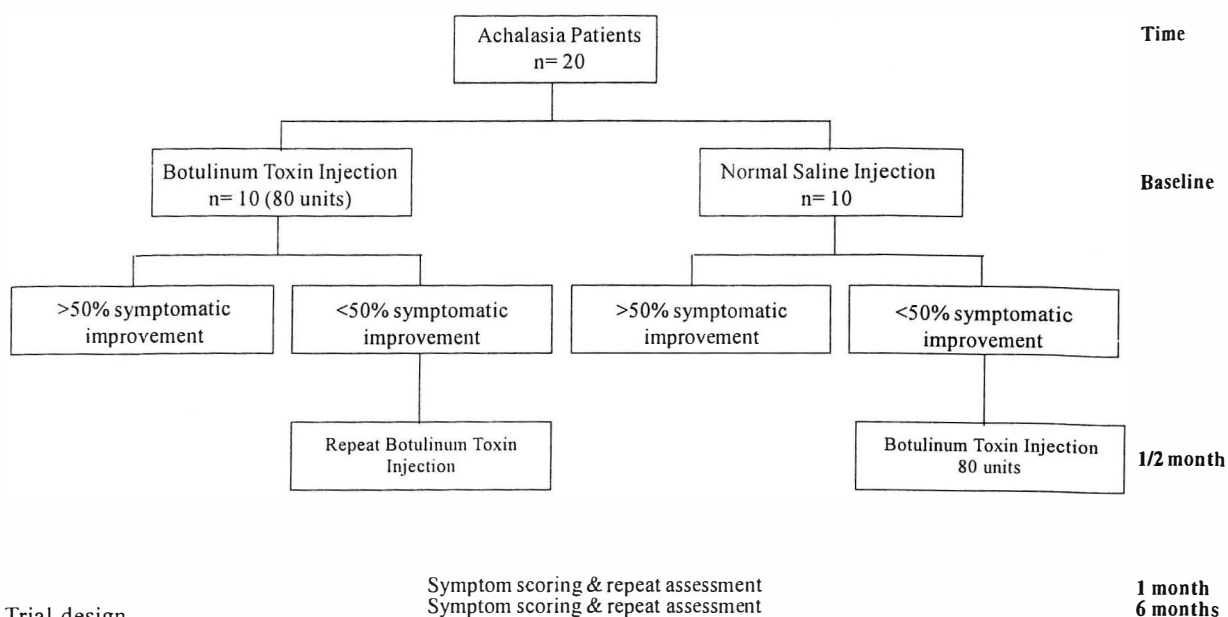 Achalasia Patients
n= 20
Time
Botulinum Toxin Injection
n= 10 (80 units)
Normal Saline Injection
n= 10
Baseline
>50% symptomatic
improvement
<50% symptomatic
improvement
>50% symptomatic
improvement
<50% symptomatic
improvement
Repeat Botulinum Toxin
Injection
Botulinum Toxin Injection
80 units
1/2 month
Symptom scoring & repeat assessment
1 month
Symptom scoring & repeat assessment
6 months
Trial design